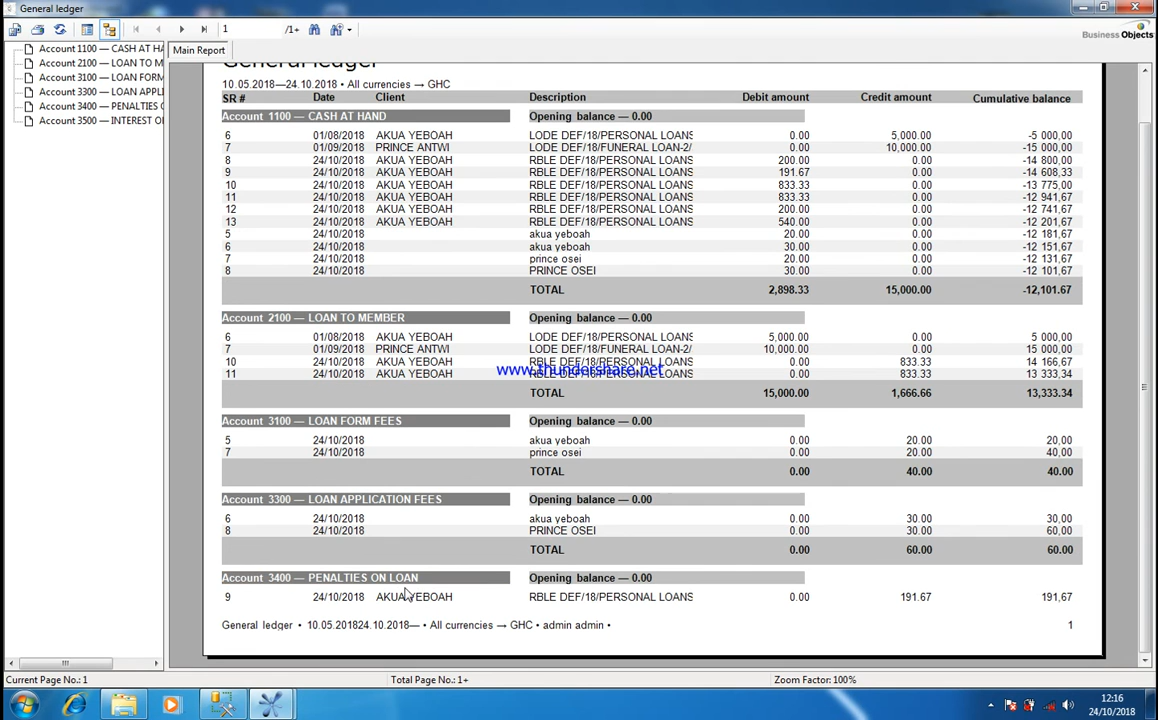 General ledger
1 /1+
Business Objects
Main Report
Account 1100 — CASH AT HA
Account 2100 — LOAN TO M
Account 3100 — LOAN FORM
Account 3300 — LOAN APPLI
Account 3400 — PENALTIES O
Account 3500 — INTEREST O
General ledger
10.05.2018—24.10.2018 • All currencies → GHC
SR # Date Client Description Debit amount Credit amount Cumulative balance
Account 1100 — CASH AT HAND Opening balance — 0.00
6 01/08/2018 AKUA YEBOAH LODE DEF/18/PERSONAL LOANS 0.00 5,000.00 -5 000,00
7 01/09/2018 PRINCE ANTWI LODE DEF/18/FUNERAL LOAN-2/ 0.00 10,000.00 -15 000,00
8 24/10/2018 AKUA YEBOAH RBLE DEF/18/PERSONAL LOANS 200.00 0.00 -14 800,00
9 24/10/2018 AKUA YEBOAH RBLE DEF/18/PERSONAL LOANS 191.67 0.00 -14 608,33
10 24/10/2018 AKUA YEBOAH RBLE DEF/18/PERSONAL LOANS 833.33 0.00 -13 775,00
11 24/10/2018 AKUA YEBOAH RBLE DEF/18/PERSONAL LOANS 833.33 0.00 -12 941,67
12 24/10/2018 AKUA YEBOAH RBLE DEF/18/PERSONAL LOANS 200.00 0.00 -12 741,67
13 24/10/2018 AKUA YEBOAH RBLE DEF/18/PERSONAL LOANS 540.00 0.00 -12 201,67
5 24/10/2018 akua yeboah 20.00 0.00 -12 181,67
6 24/10/2018 akua yeboah 30.00 0.00 -12 151,67
7 24/10/2018 prince osei 20.00 0.00 -12 131,67
8 24/10/2018 PRINCE OSEI 30.00 0.00 -12 101,67
TOTAL 2,898.33 15,000.00 -12,101.67
Account 2100 — LOAN TO MEMBER Opening balance — 0.00
6 01/08/2018 AKUA YEBOAH LODE DEF/18/PERSONAL LOANS 5,000.00 0.00 5 000,00
7 01/09/2018 PRINCE ANTWI LODE DEF/18/FUNERAL LOAN-2/ 10,000.00 0.00 15 000,00
10 24/10/2018 AKUA YEBOAH RBLE DEF/18/PERSONAL LOANS 0.00 833.33 14 166,67
www.thundershare.net
11 24/10/2018 AKUA YEBOAH RBLE DEF/18/PERSONAL LOANS 0.00 833.33 13 333,34
TOTAL 15,000.00 1,666.66 13,333.34
Account 3100 — LOAN FORM FEES Opening balance — 0.00
5 24/10/2018 akua yeboah 0.00 20.00 20,00
7 24/10/2018 prince osei 0.00 20.00 40,00
TOTAL 0.00 40.00 40.00
Account 3300 — LOAN APPLICATION FEES Opening balance — 0.00
6 24/10/2018 akua yeboah 0.00 30.00 30,00
8 24/10/2018 PRINCE OSEI 0.00 30.00 60,00
TOTAL 0.00 60.00 60.00
Account 3400 — PENALTIES ON LOAN Opening balance — 0.00
9 24/10/2018 AKUA YEBOAH RBLE DEF/18/PERSONAL LOANS 0.00 191.67 191,67
General ledger • 10.05.201824.10.2018— • All currencies → GHC • admin admin • 1
Current Page No.: 1 Total Page No.: 1+ Zoom Factor: 100%
12:16
24/10/2018